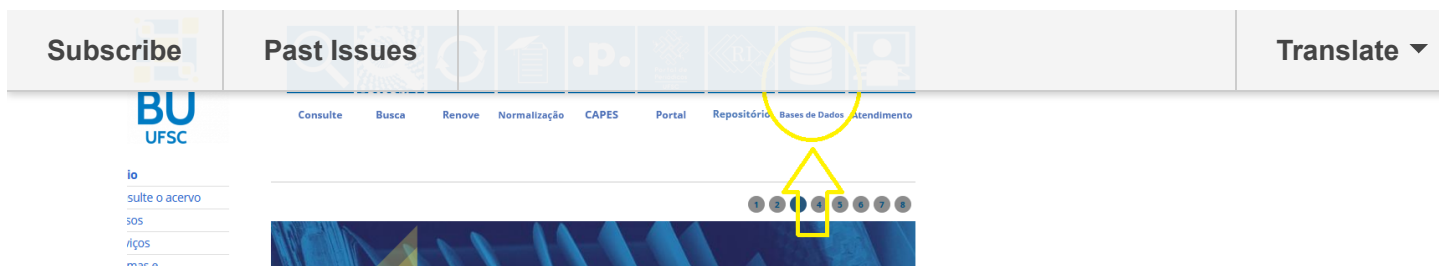 Subscribe
Past Issues
Translate
·P·
RI
BU
UFSC
Consulte
Busca
Renove
Normalização
CAPES
Portal
Repositório
Bases de Dados
Atendimento
io
sulte o acervo
sos
viços
1 2 4 5 6 7 8